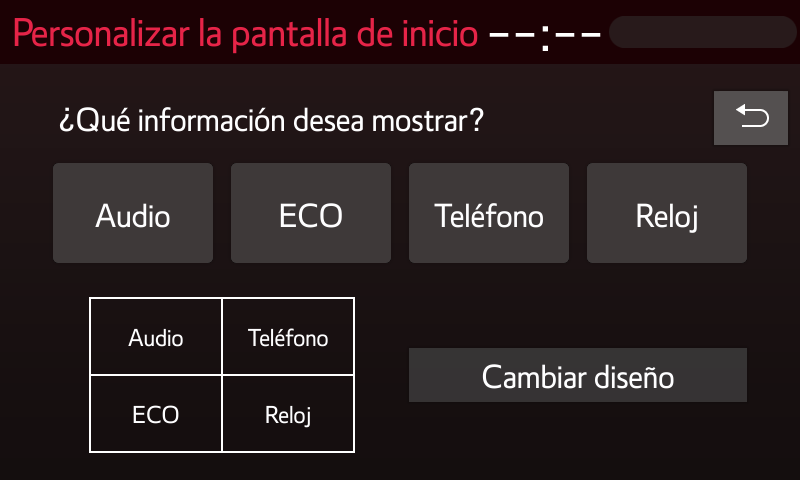 Personalizar la pantalla de inicio --:--
¿Qué información desea mostrar?
Audio ECO Teléfono Reloj
Audio Teléfono
ECO Reloj
Cambiar diseño